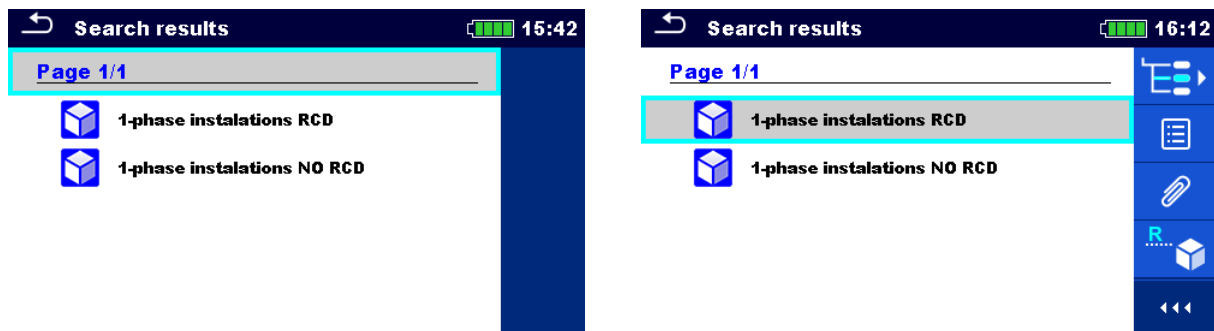 Search results 15:42
Page 1/1
1-phase instalations RCD
1-phase instalations NO RCD
Search results 16:12
Page 1/1
1-phase instalations RCD
1-phase instalations NO RCD
R